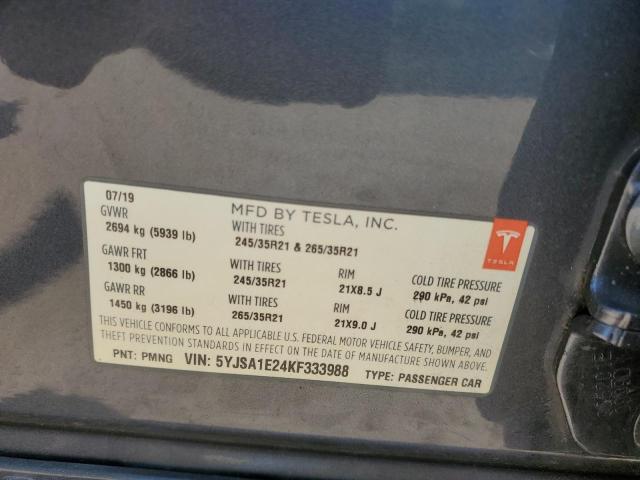 07/19
MFD BY TESLA, INC.
GVWR
2694 kg (5939 lb)
WITH TIRES
245/35R21 & 265/35R21
TESLA
GAWR FRT
1300 kg (2866 lb)
WITH TIRES
245/35R21
RIM
21X8.5 J
COLD TIRE PRESSURE
290 kPa, 42 psi
GAWR RR
1450 kg (3196 lb)
WITH TIRES
265/35R21
RIM
21X9.0 J
COLD TIRE PRESSURE
290 kPa, 42 psi
THIS VEHICLE CONFORMS TO ALL APPLICABLE U.S. FEDERAL MOTOR VEHICLE SAFETY, BUMPER, AND
THEFT PREVENTION STANDARDS IN EFFECT ON THE DATE OF MANUFACTURE SHOWN ABOVE.
PNT: PMNG VIN: 5YJSA1E24KF333988 TYPE: PASSENGER CAR